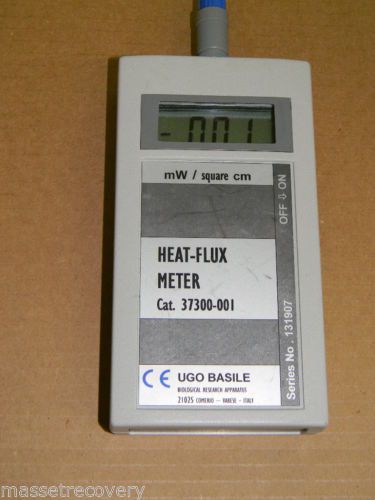 - 001
mW / square cm
HEAT-FLUX
METER
Cat. 37300-001
OFF ⇩ ON
Series No . 131907
CE UGO BASILE
BIOLOGICAL RESEARCH APPARATUS
21025 COMERIO — VARESE - ITALY
massetrecovery